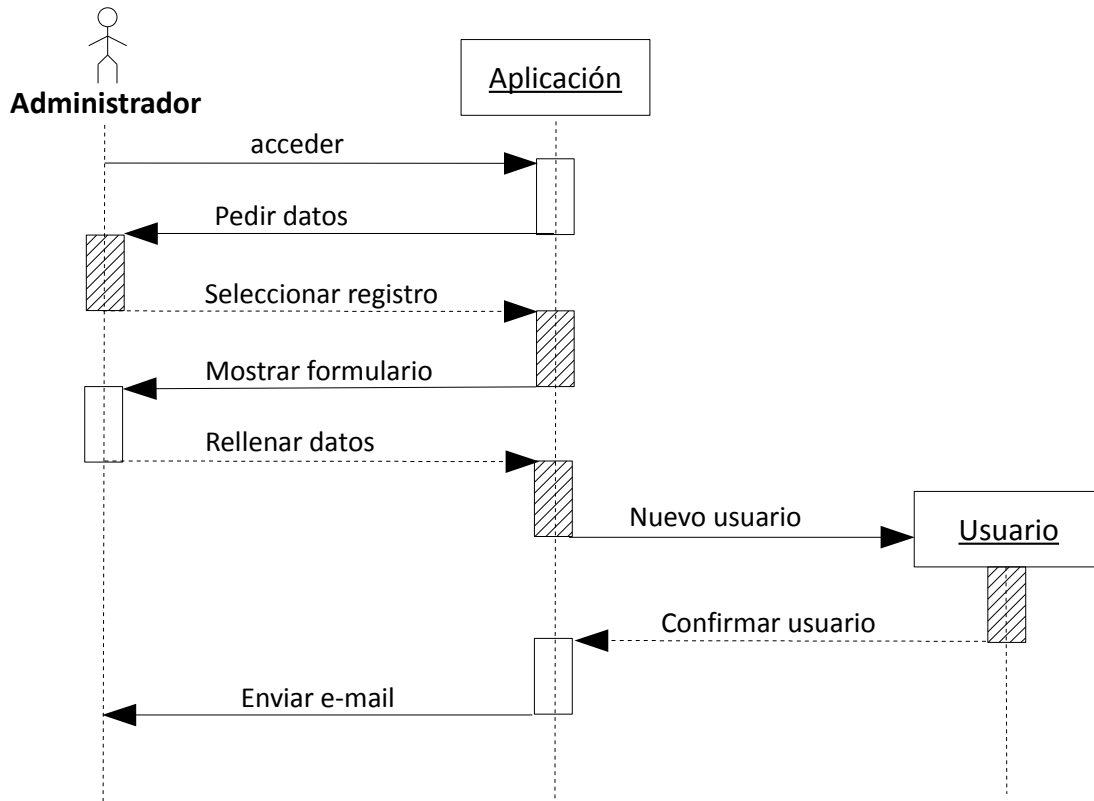 Administrador
Aplicación
acceder
Pedir datos
Seleccionar registro
Mostrar formulario
Rellenar datos
Nuevo usuario
Usuario
Confirmar usuario
Enviar e-mail